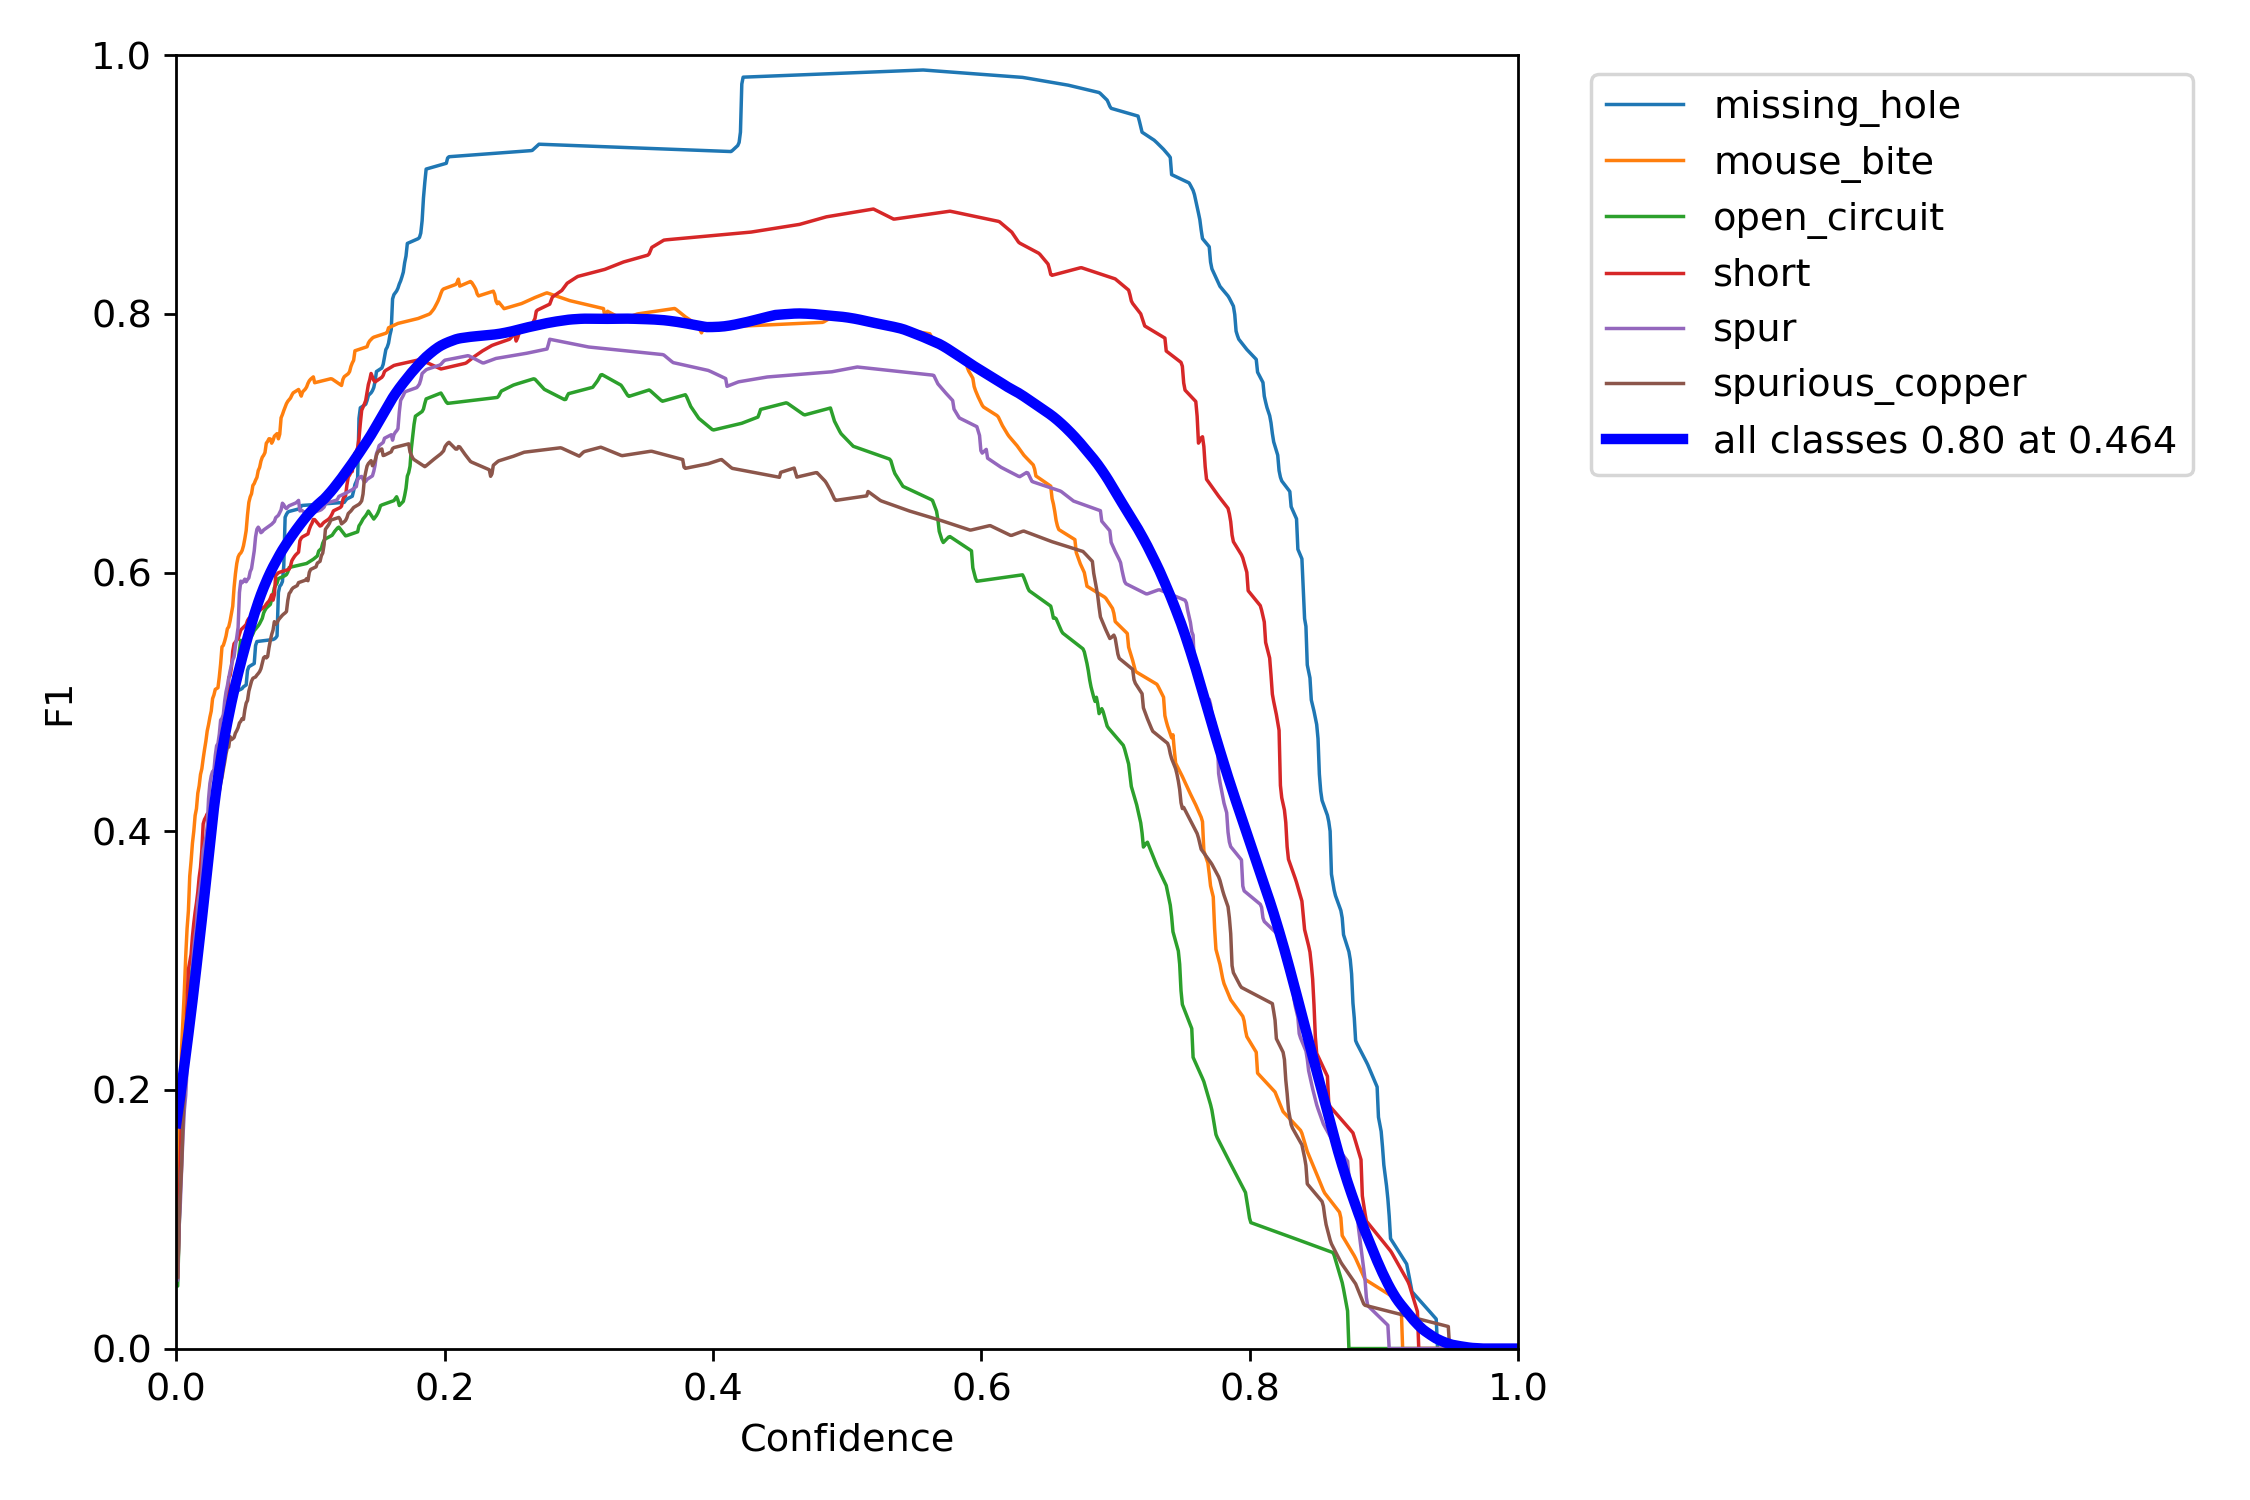 1.0
0.8
0.6
0.4
0.2
0.0
F1
0.0 0.2 0.4 0.6 0.8 1.0
Confidence
missing_hole
mouse_bite
open_circuit
short
spur
spurious_copper
all classes 0.80 at 0.464